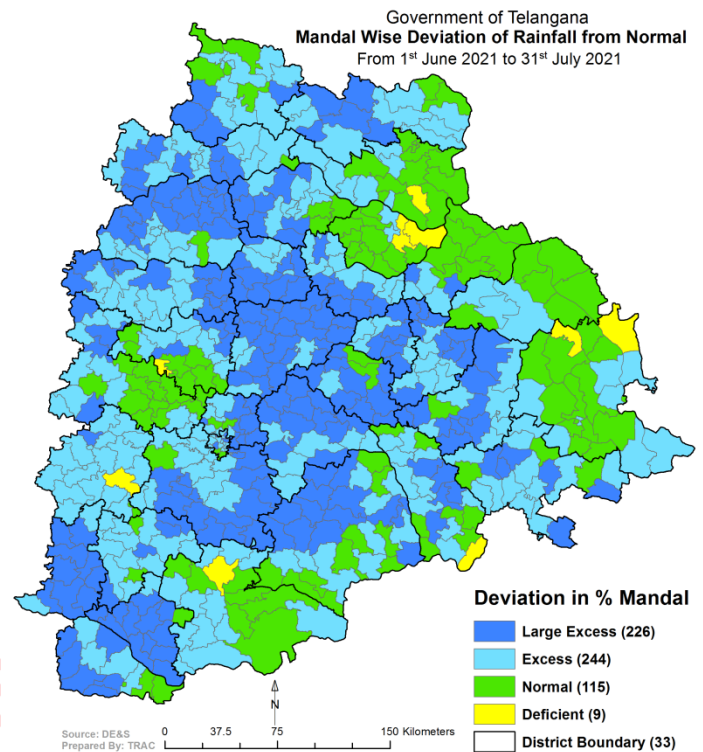 Government of Telangana
Mandal Wise Deviation of Rainfall from Normal
From 1st June 2021 to 31st July 2021
Deviation in % Mandal
Large Excess (226)
Excess (244)
Normal (115)
Deficient (9)
District Boundary (33)
N
Source: DE&S
Prepared By: TRAC
0 37.5 75 150 Kilometers